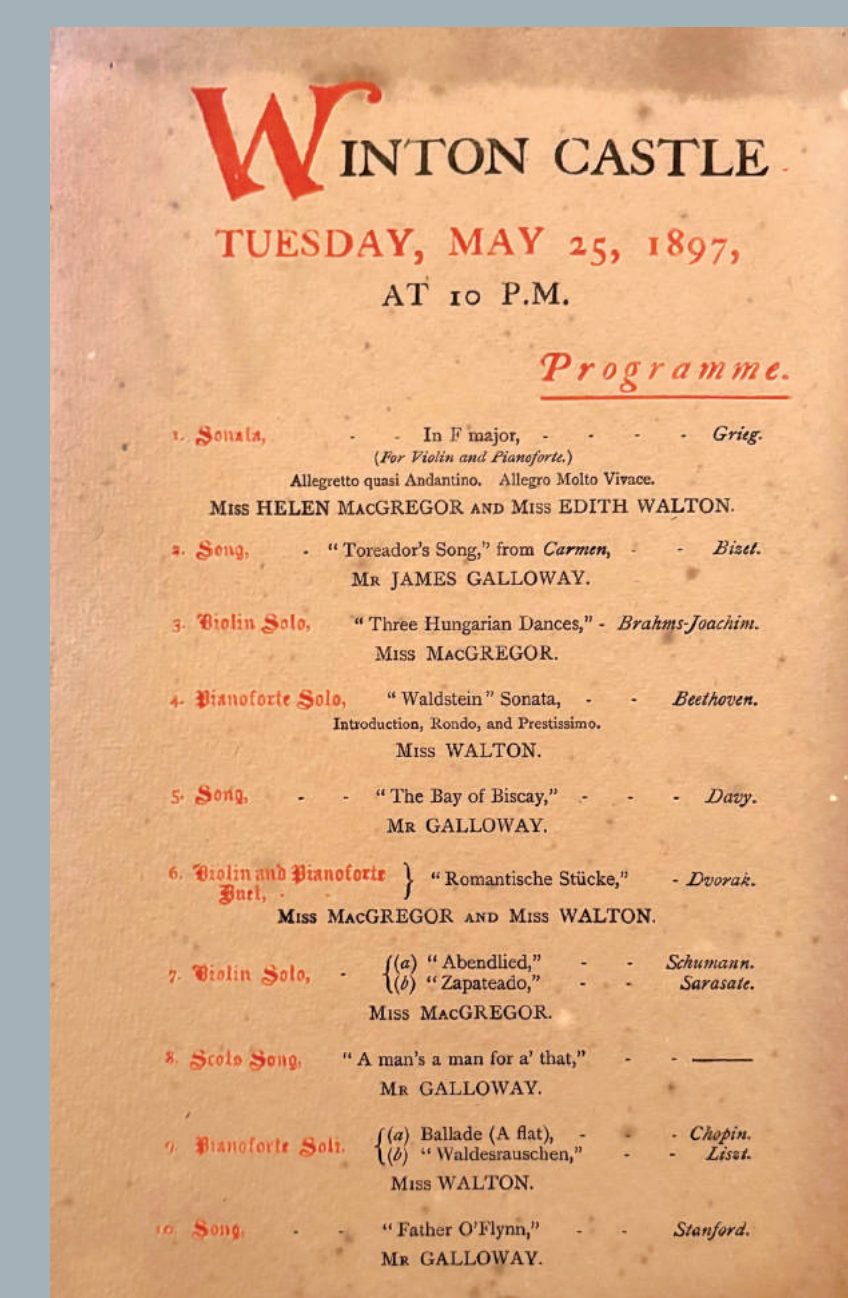 WINTON CASTLE
TUESDAY, MAY 25, 1897,
AT 10 P.M.
Programme.
1. Sonata, - - In F major, - - - - Grieg.
(For Violin and Pianoforte.)
Allegretto quasi Andantino. Allegro Molto Vivace.
Miss HELEN MacGREGOR and Miss EDITH WALTON.
2. Song, - "Toreador's Song," from Carmen, - - Bizet.
Mr JAMES GALLOWAY.
3. Violin Solo, "Three Hungarian Dances," - Brahms-Joachim.
Miss MacGREGOR.
4. Pianoforte Solo, "Waldstein" Sonata, - - Beethoven.
Introduction, Rondo, and Prestissimo.
Miss WALTON.
5. Song, - - "The Bay of Biscay," - - - Davy.
Mr GALLOWAY.
6. Violin and Pianoforte } "Romantische Stücke," - Dvorak.
Duet, -
Miss MacGREGOR and Miss WALTON.
7. Violin Solo, - {(a) "Abendlied," - - Schumann.
{(b) "Zapateado," - - Sarasate.
Miss MacGREGOR.
8. Scots Song, "A man's a man for a' that," - - ——
Mr GALLOWAY.
9. Pianoforte Soli. {(a) Ballade (A flat), - - - Chopin.
{(b) "Waldesrauschen," - - Liszt.
Miss WALTON.
10. Song, - - "Father O'Flynn," - - Stanford.
Mr GALLOWAY.